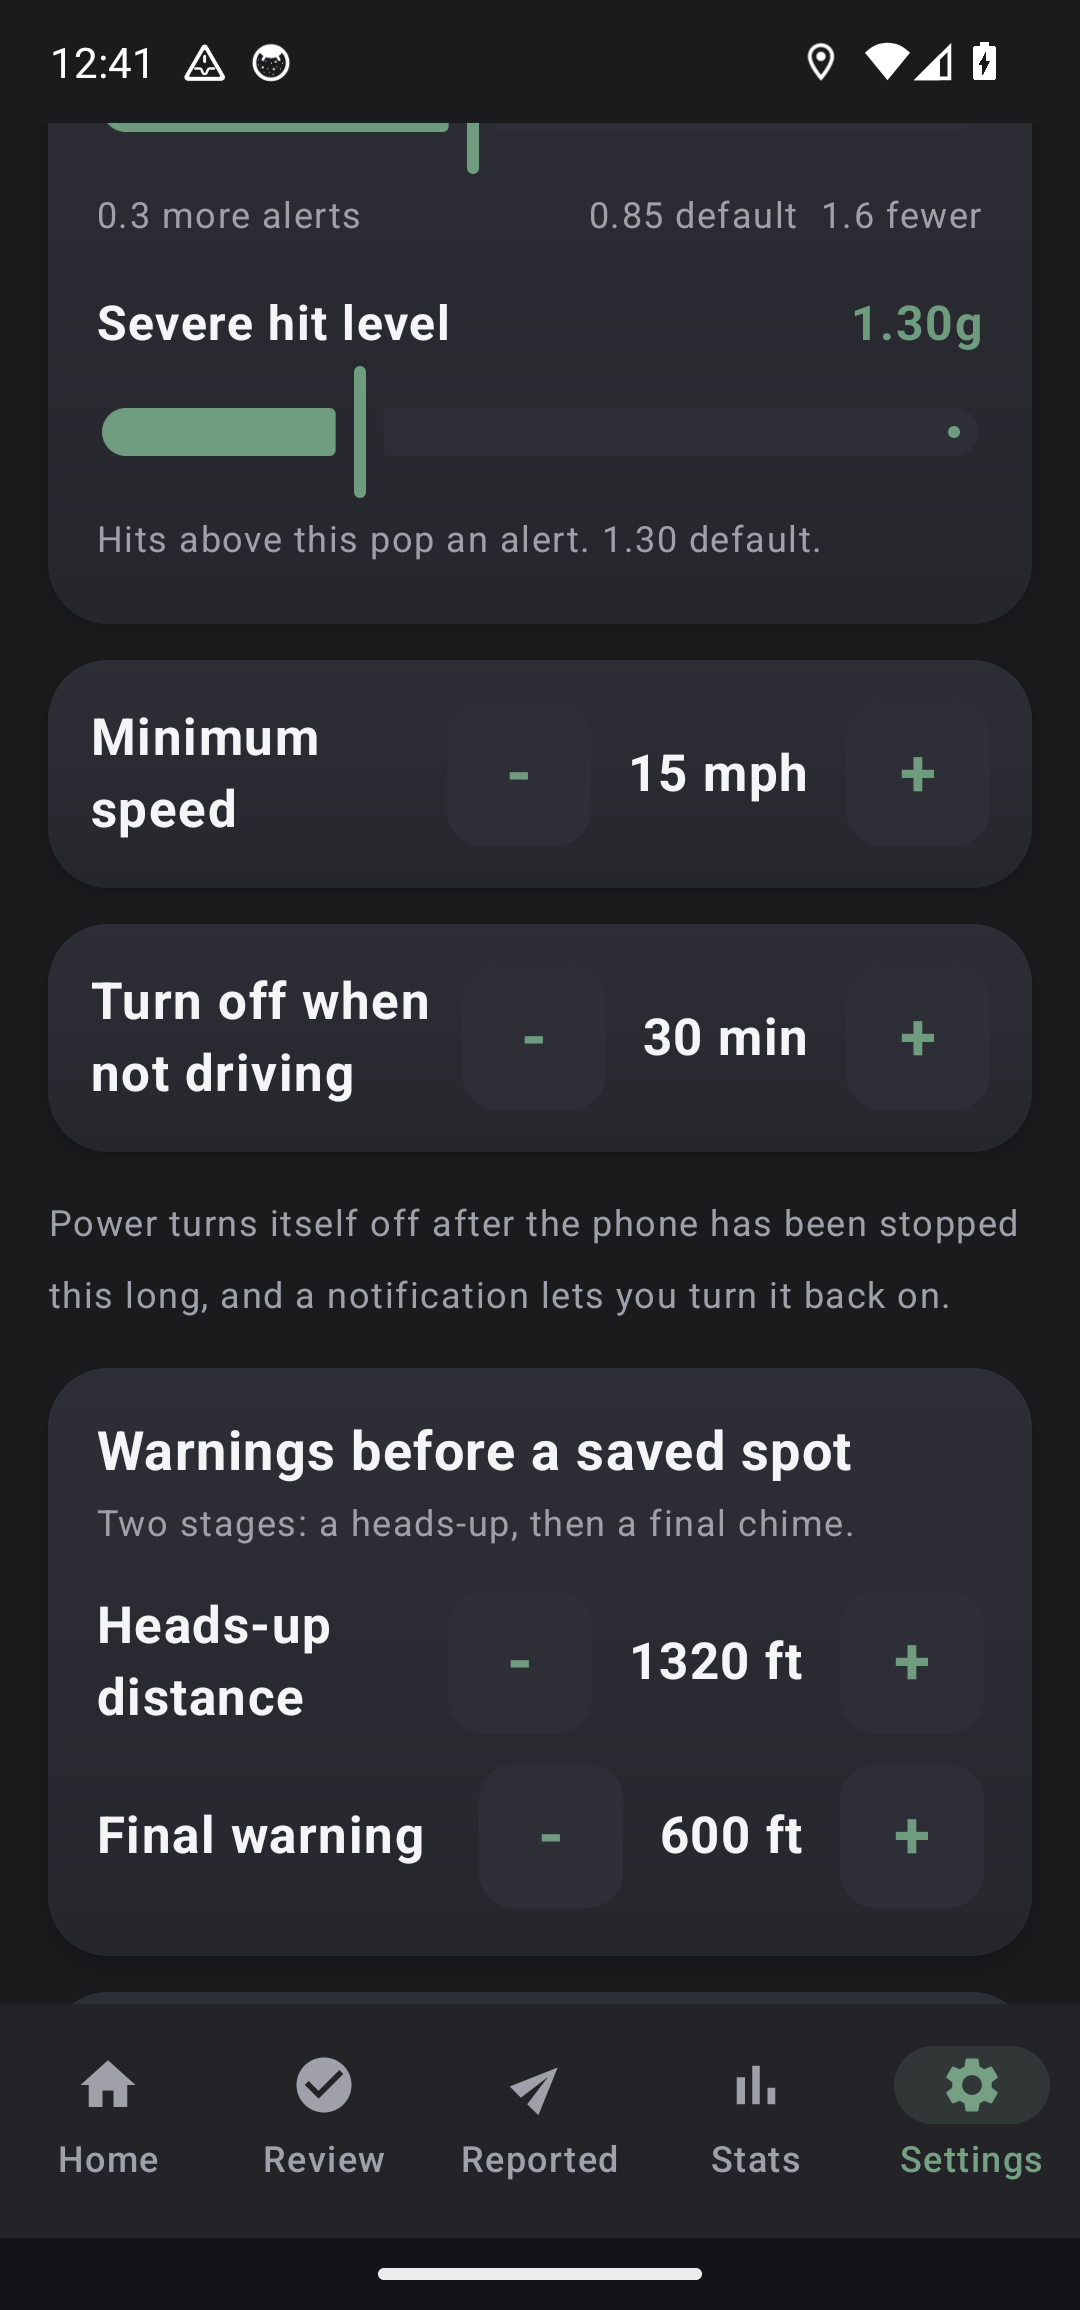 12:41
0.3 more alerts 0.85 default 1.6 fewer
Severe hit level 1.30g
Hits above this pop an alert. 1.30 default.
Minimum
speed
- 15 mph +
Turn off when
not driving
- 30 min +
Power turns itself off after the phone has been stopped
this long, and a notification lets you turn it back on.
Warnings before a saved spot
Two stages: a heads-up, then a final chime.
Heads-up
distance
- 1320 ft +
Final warning - 600 ft +
Home Review Reported Stats Settings